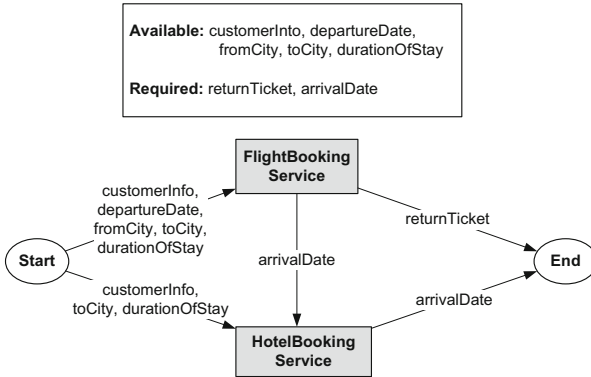 Available: customerInto, departureDate,
fromCity, toCity, durationOfStay
Required: returnTicket, arrivalDate
FlightBooking
Service
customerInfo,
departureDate,
fromCity, toCity,
durationOfStay
returnTicket
Start
arrivalDate
End
customerInfo,
toCity, durationOfStay
arrivalDate
HotelBooking
Service